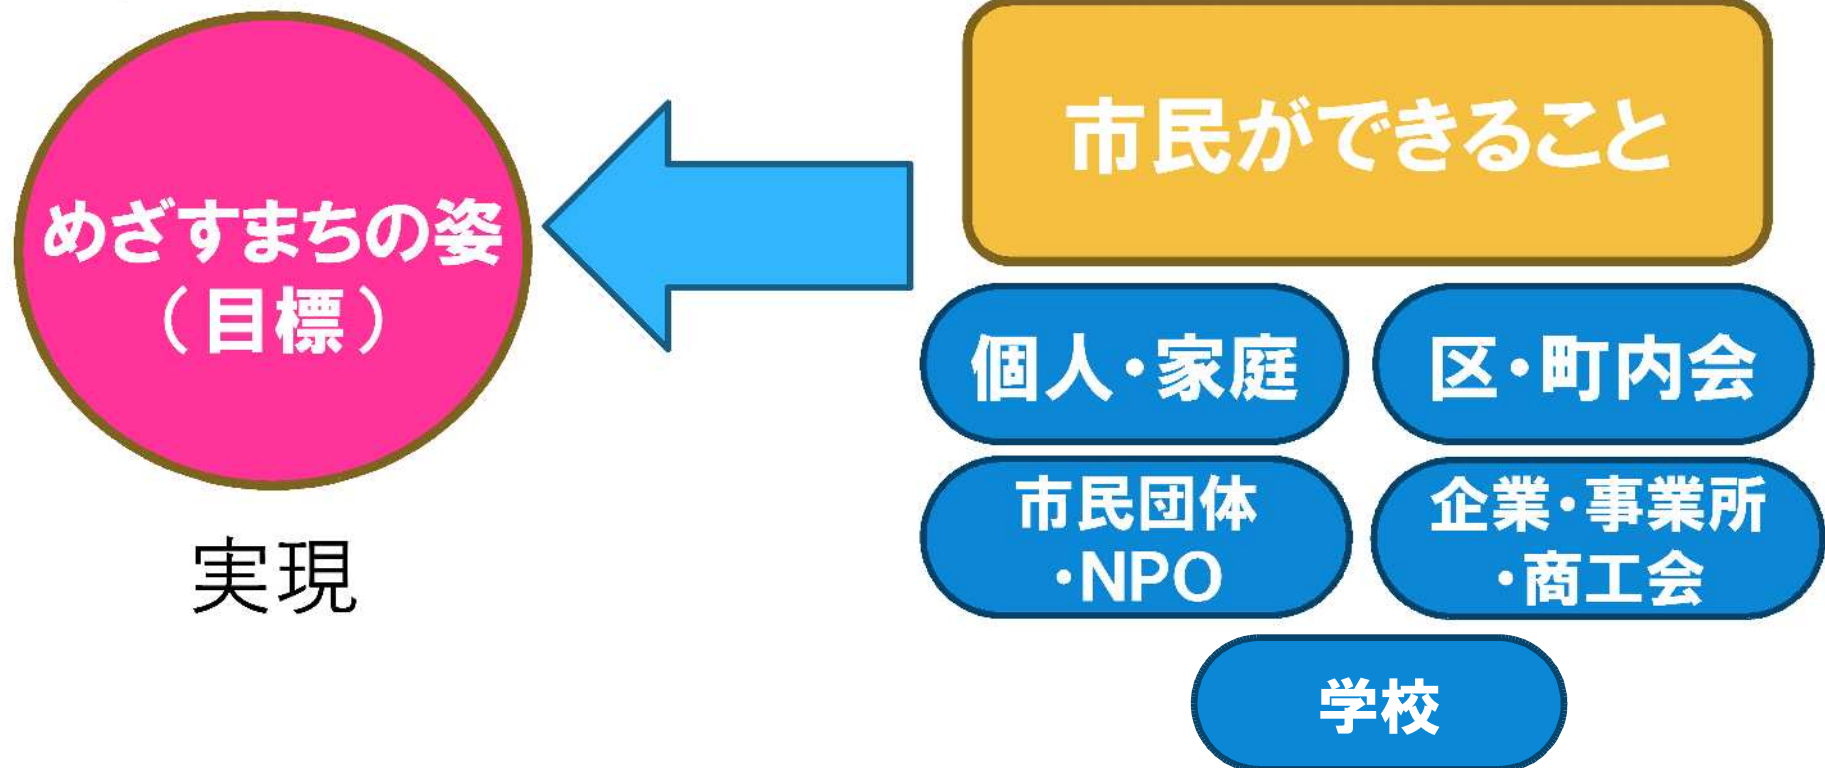 めざすまちの姿
（目標）
実現
市民ができること
個人・家庭
区・町内会
市民団体
・NPO
企業・事業所
・商工会
学校